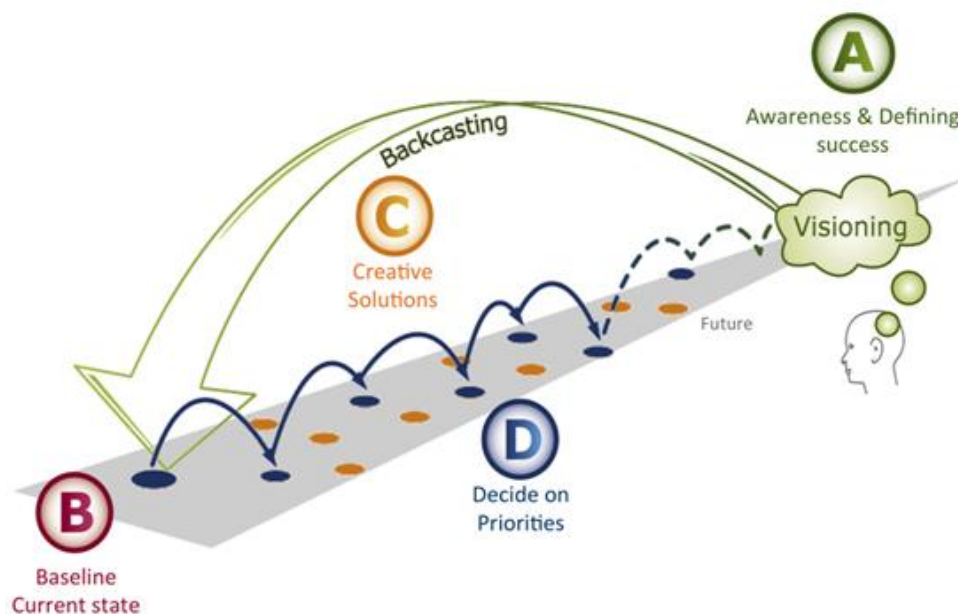 A
Awareness & Defining
success
Backcasting
Visioning
C
Creative
Solutions
Future
D
Decide on
Priorities
B
Baseline
Current state